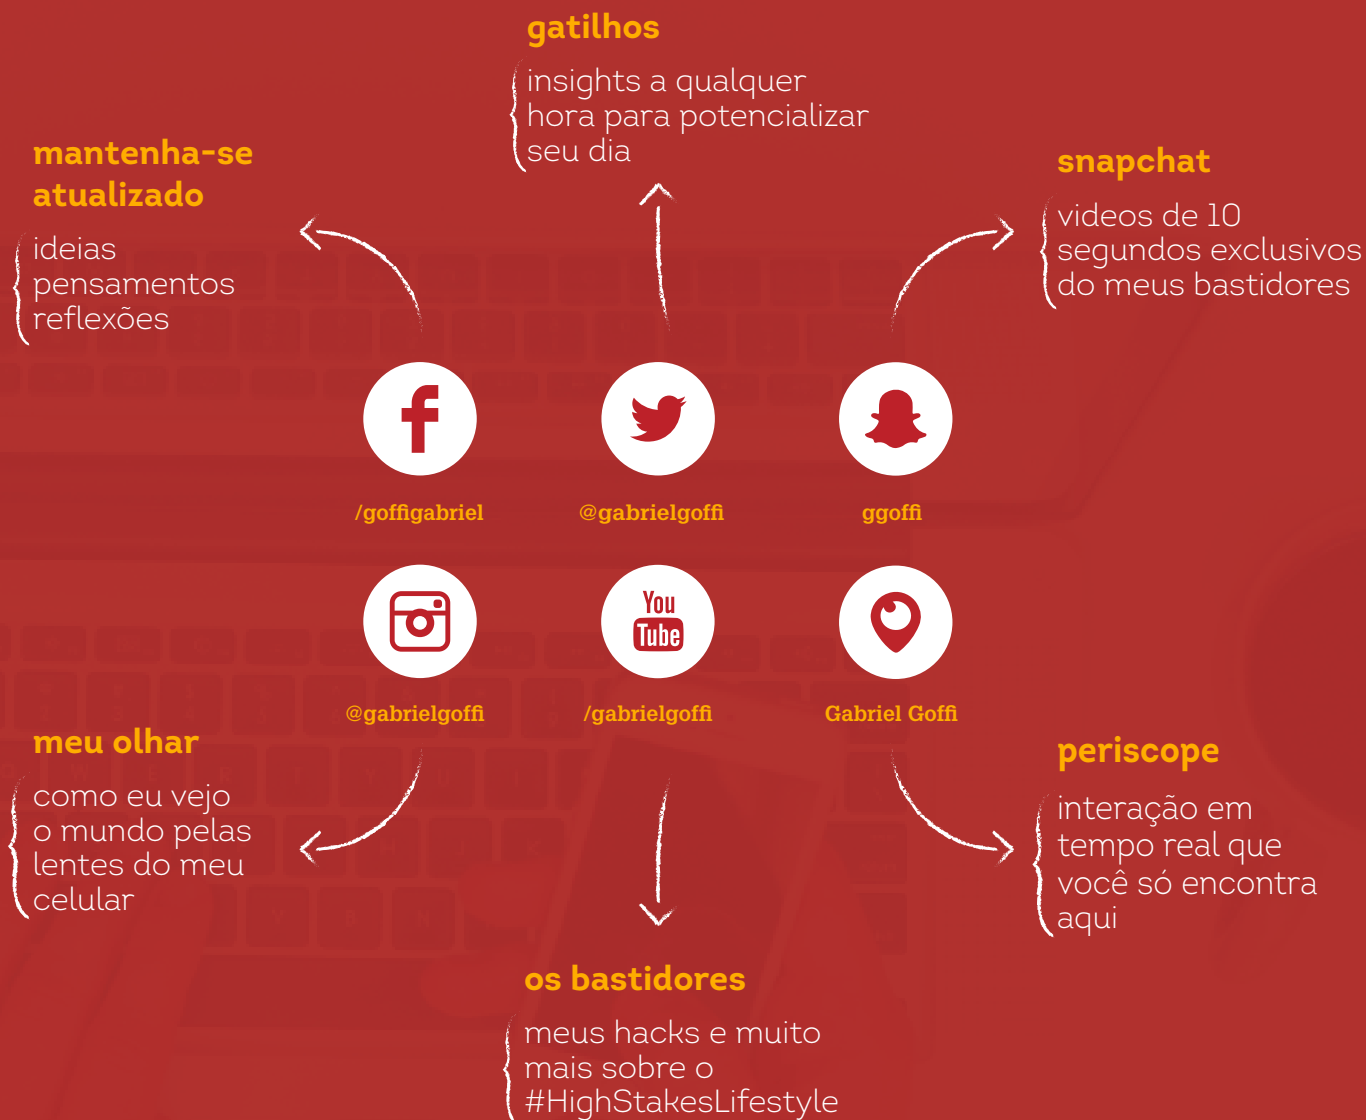 gatilhos
insights a qualquer
hora para potencializar
seu dia
mantenha-se
atualizado
ideias
pensamentos
reflexões
snapchat
videos de 10
segundos exclusivos
do meus bastidores
/goffigabriel
@gabrielgoffi
ggoffi
You
Tube
@gabrielgoffi
/gabrielgoffi
Gabriel Goffi
meu olhar
como eu vejo
o mundo pelas
lentes do meu
celular
periscope
interação em
tempo real que
você só encontra
aqui
os bastidores
meus hacks e muito
mais sobre o
#HighStakesLifestyle